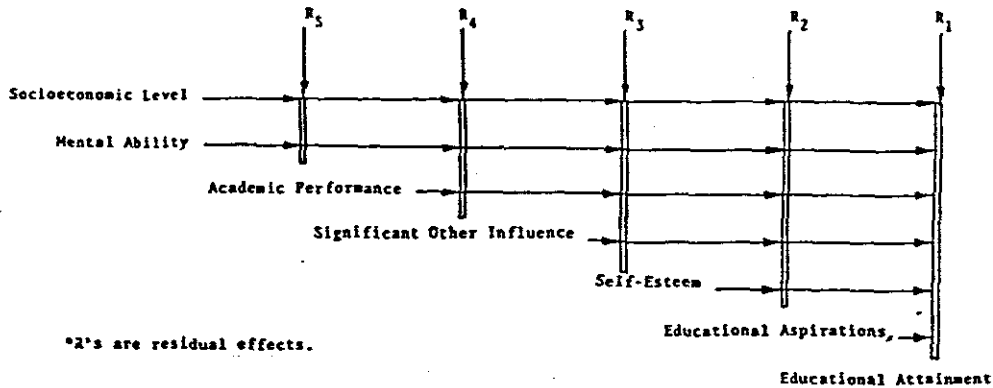 R5 R4 R3 R2 R1
Socioeconomic Level
Mental Ability
Academic Performance
Significant Other Influence
Self-Esteem
Educational Aspirations
*R's are residual effects.
Educational Attainment